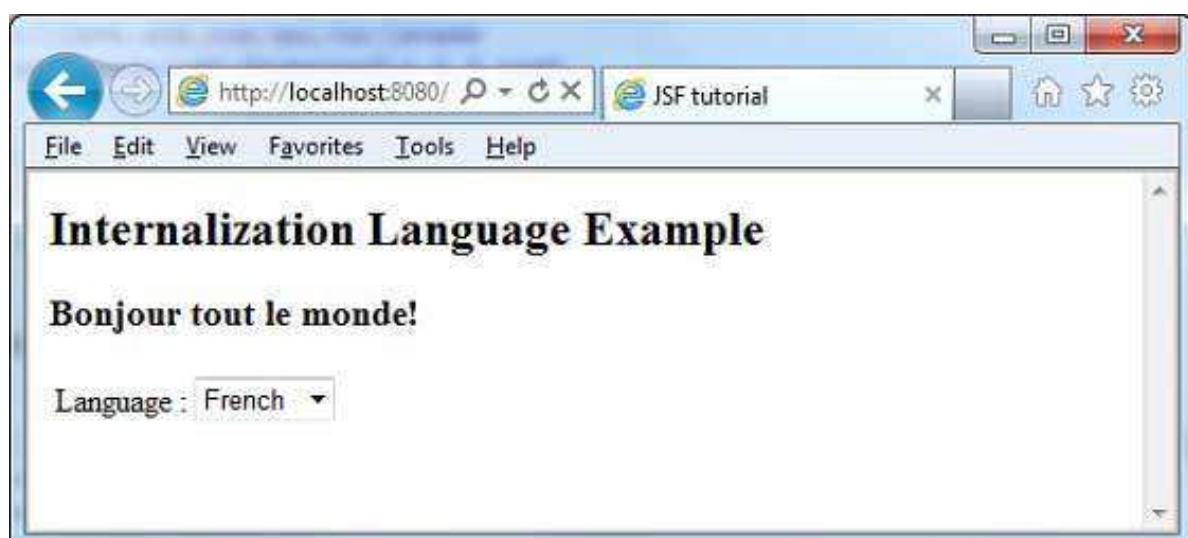 http://localhost:8080/
JSF tutorial
File Edit View Favorites Tools Help
Internalization Language Example
Bonjour tout le monde!
Language : French